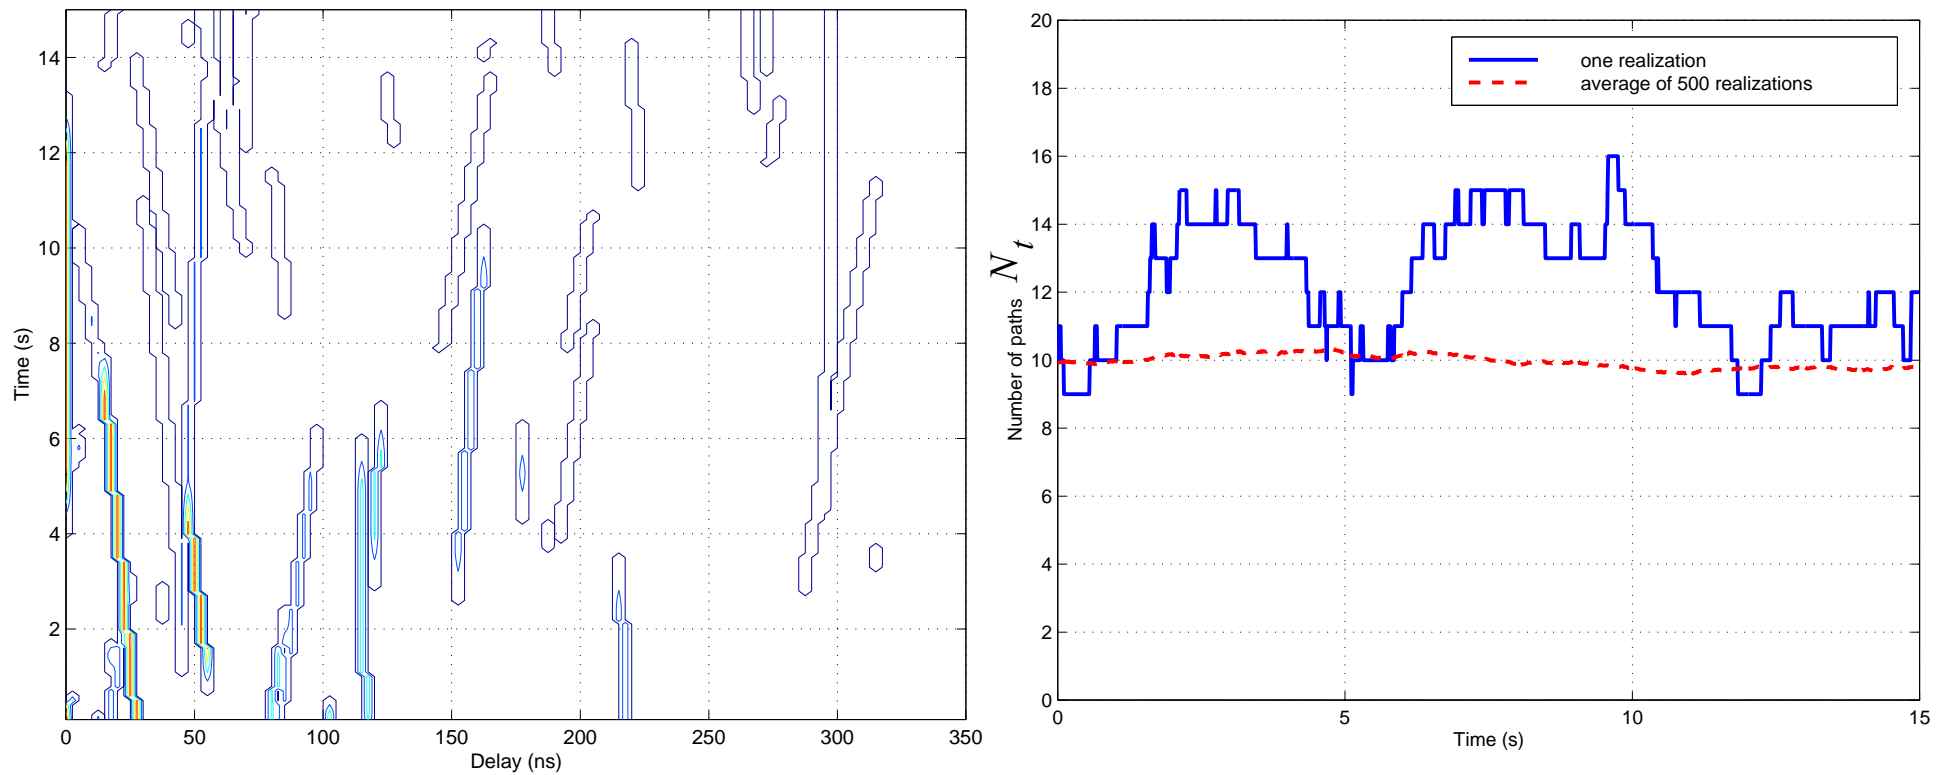 14
12
10
8
6
4
2
Time (s)
0 50 100 150 200 250 300 350
Delay (ns)
20
18
16
14
12
10
8
6
4
2
0
Number of paths N_t
one realization
average of 500 realizations
0 5 10 15
Time (s)